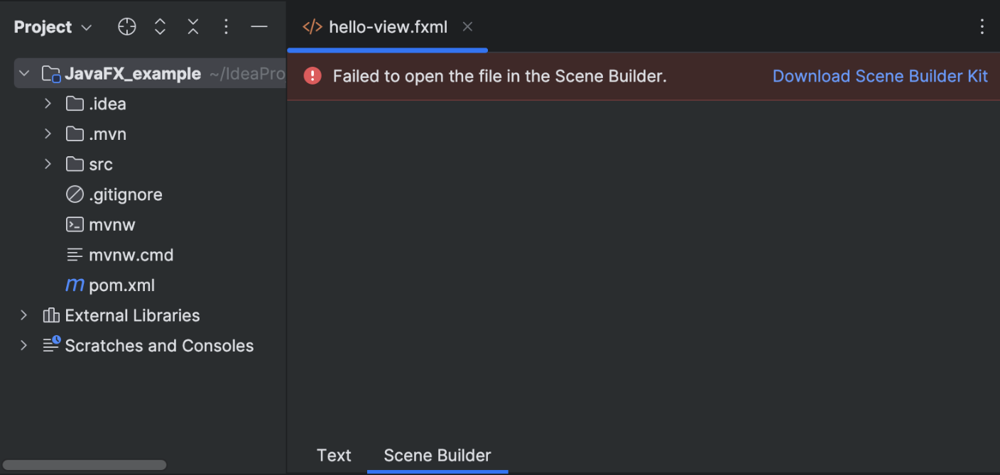 Project
hello-view.fxml
JavaFX_example ~/IdeaPro
Failed to open the file in the Scene Builder.
Download Scene Builder Kit
.idea
.mvn
src
.gitignore
mvnw
mvnw.cmd
m pom.xml
External Libraries
Scratches and Consoles
Text
Scene Builder